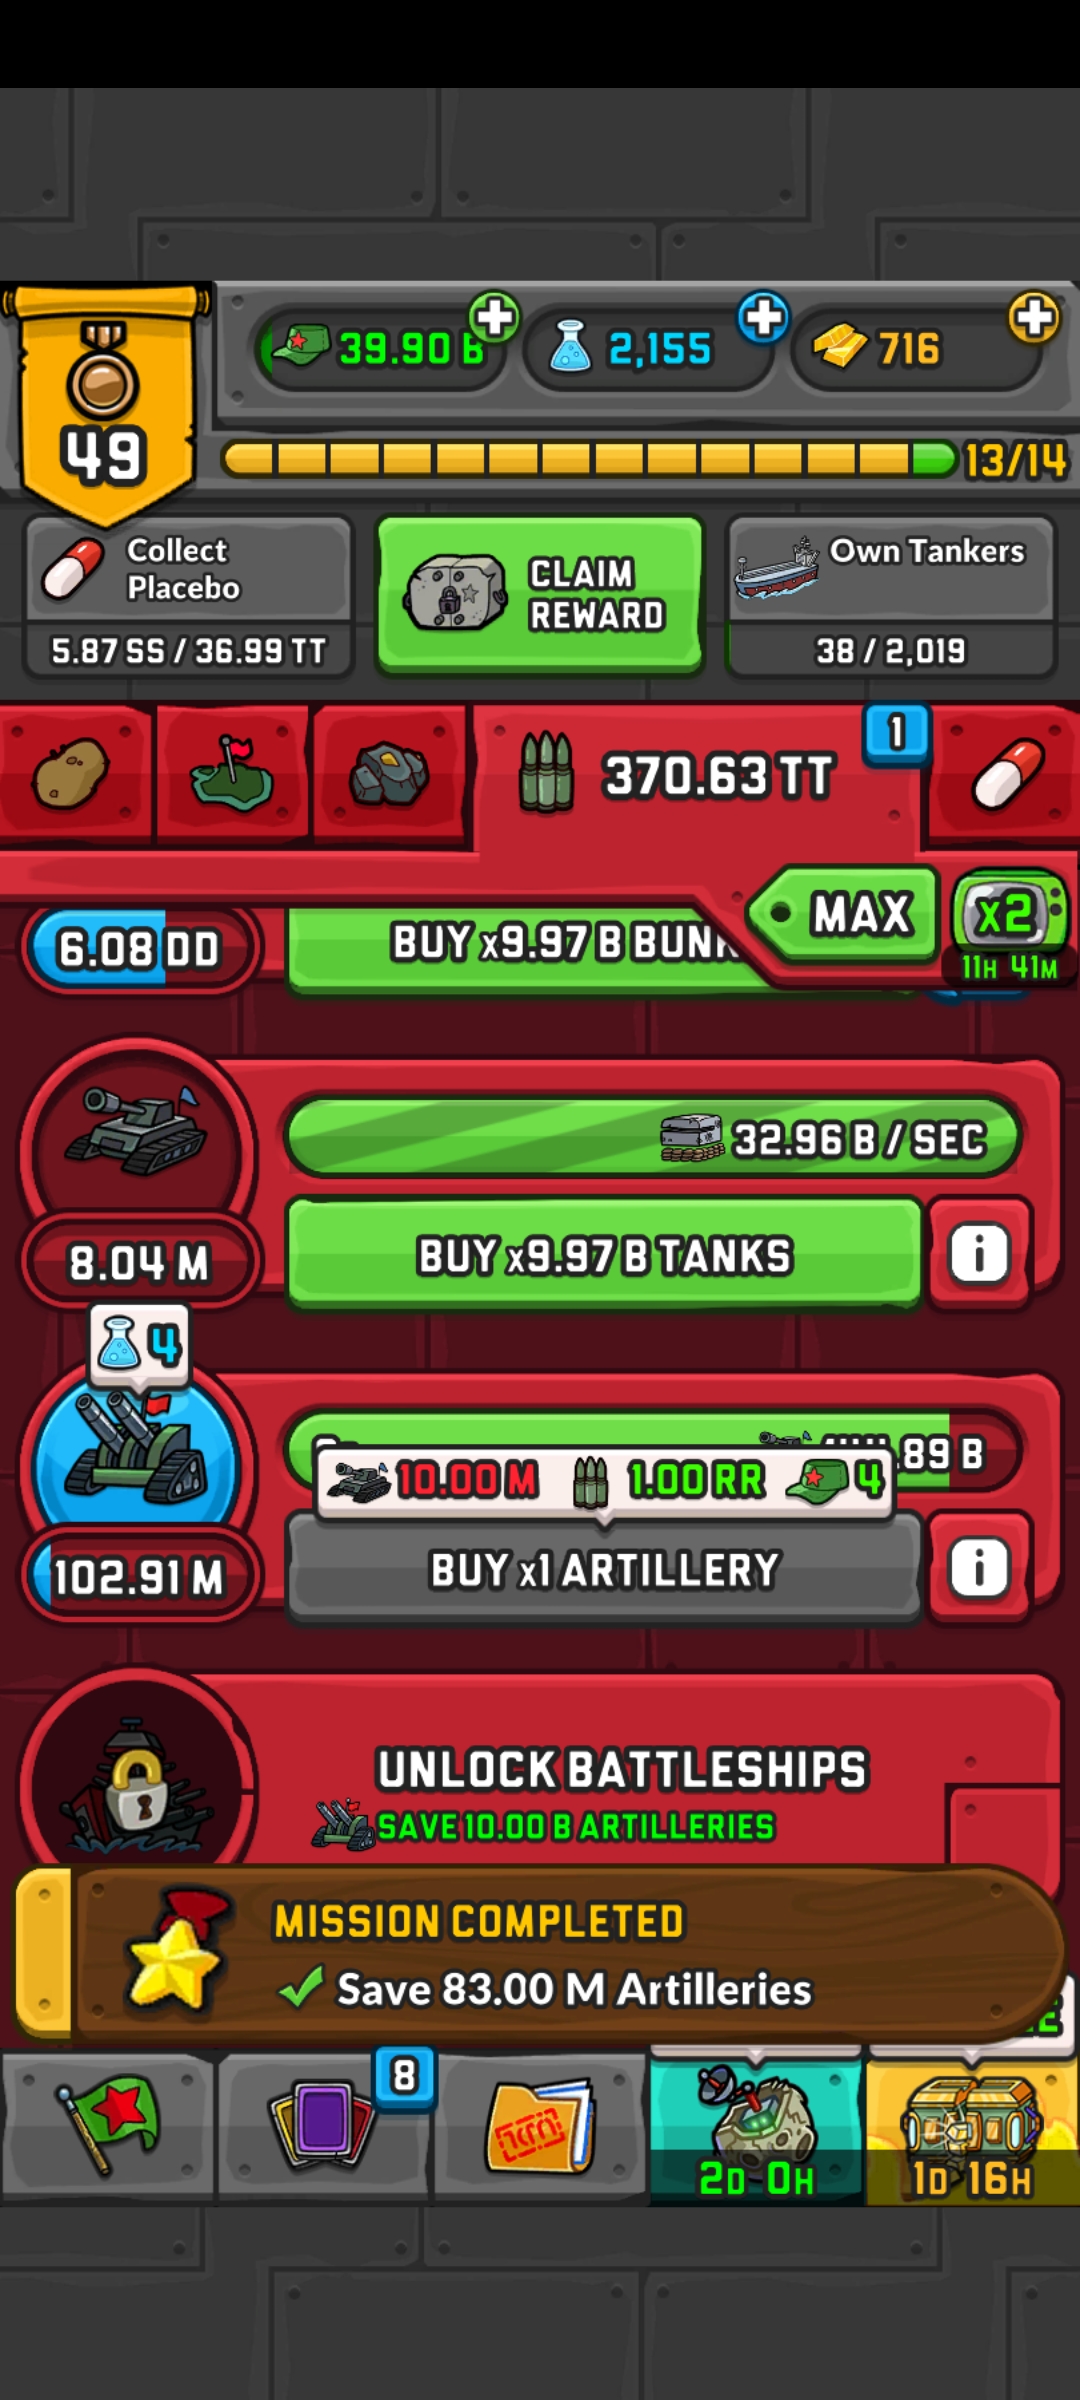 39.90 B
2,155
716
49
13/14
Collect
Placebo
5.87 SS / 36.99 TT
CLAIM
REWARD
Own Tankers
38 / 2,019
370.63 TT
1
MAX
x2
11H 41M
6.08 DD
BUY x9.97 B
32.96 B / SEC
8.04 M
BUY x9.97 B TANKS
i
4
.89 B
10.00 M
1.00 RR
4
102.91 M
BUY x1 ARTILLERY
i
UNLOCK BATTLESHIPS
SAVE 10.00 B ARTILLERIES
MISSION COMPLETED
Save 83.00 M Artilleries
8
2D 0H
1D 16H